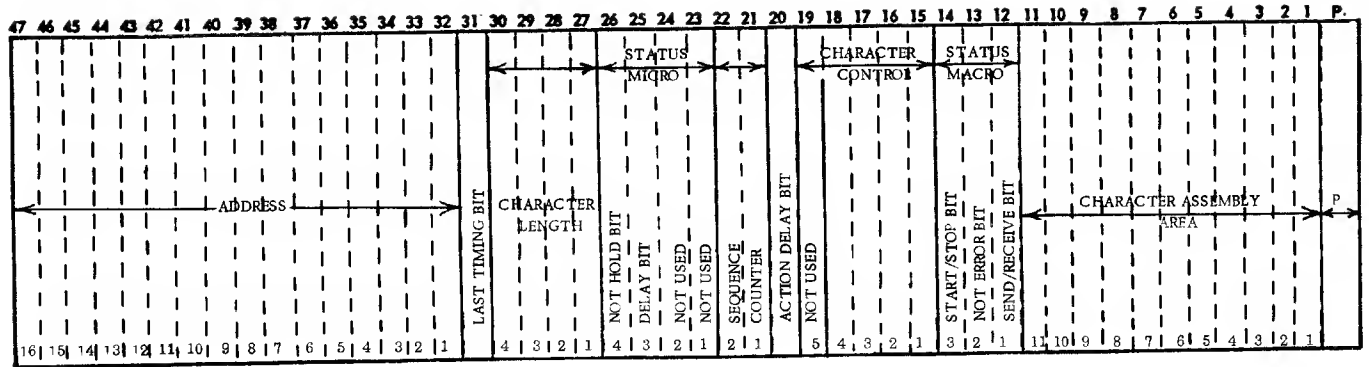 47 46 45 44 43 42 41 40 39 38 37 36 35 34 33 32 31 30 29 28 27 26 25 24 23 22 21 20 19 18 17 16 15 14 13 12 11 10 9 8 7 6 5 4 3 2 1 P.
STATUS
MICRO
CHARACTER
CONTROL
STATUS
MACRO
ADDRESS
LAST TIMING BIT
CHARACTER
LENGTH
NOT HOLD BIT
DELAY BIT
NOT USED
NOT USED
SEQUENCE
COUNTER
ACTION DELAY BIT
NOT USED
START/STOP BIT
NOT ERROR BIT
SEND/RECEIVE BIT
CHARACTER ASSEMBLY
AREA
P
16 15 14 13 12 11 10 9 8 7 6 5 4 3 2 1 4 3 2 1 4 3 2 1 2 1 5 4 3 2 1 3 2 1 11 10 9 8 7 6 5 4 3 2 1